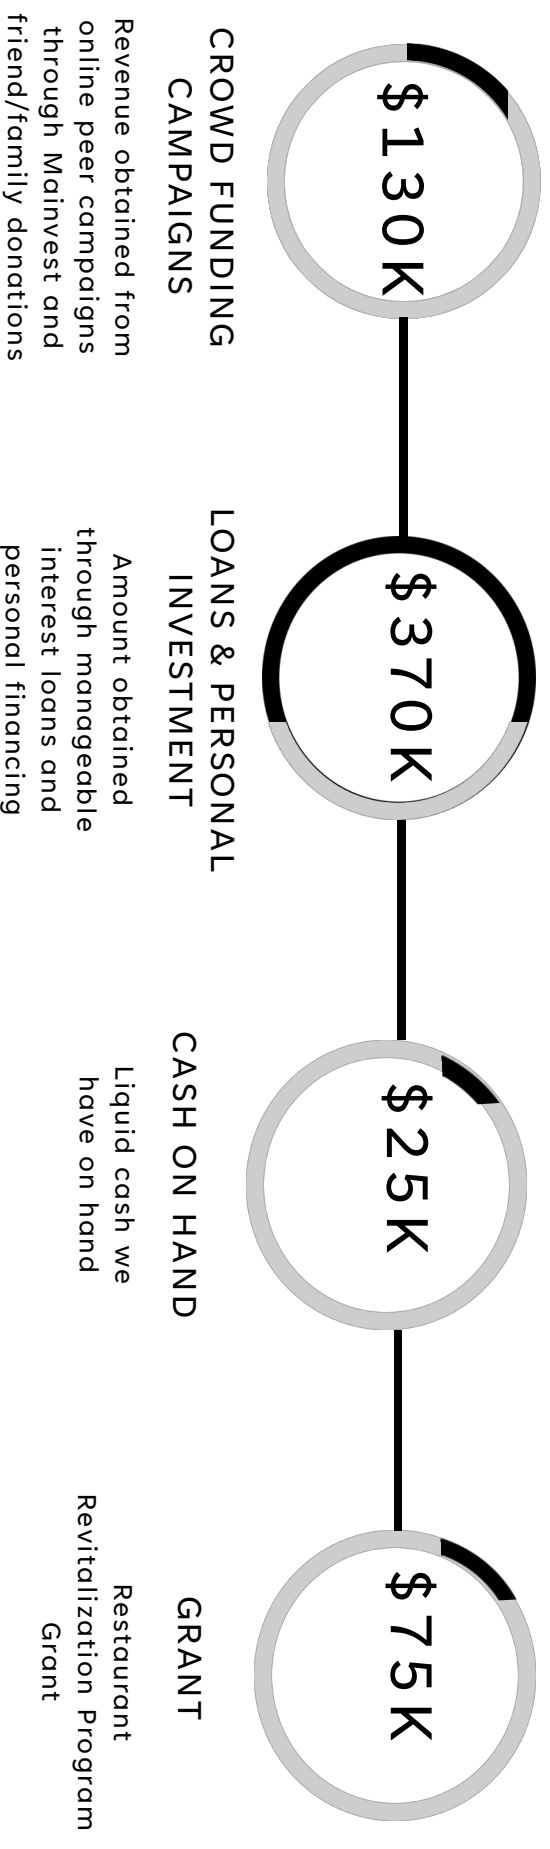 $130K
CROWD FUNDING
CAMPAIGNS
Revenue obtained from
online peer campaigns
through Mainvest and
friend/family donations
$370K
LOANS & PERSONAL
INVESTMENT
Amount obtained
through manageable
interest loans and
personal financing
$25K
CASH ON HAND
Liquid cash we
have on hand
$75K
GRANT
Restaurant
Revitalization Program
Grant